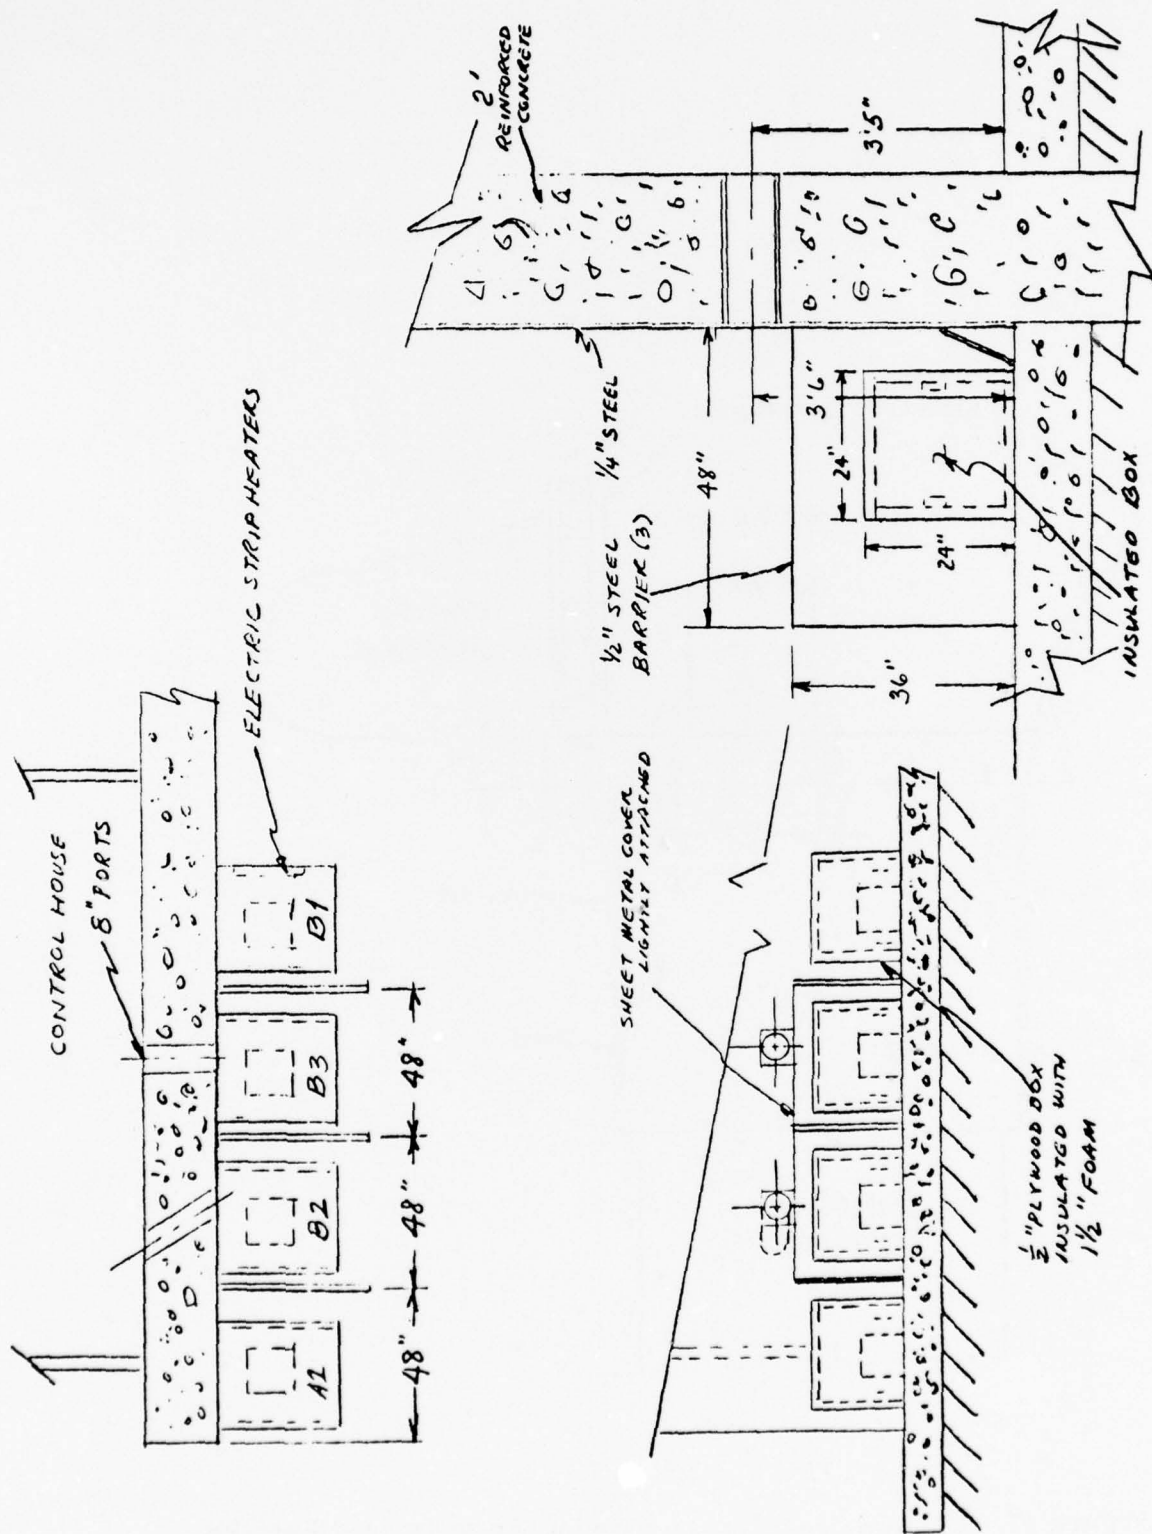 CONTROL HOUSE
8" PORTS
ELECTRIC STRIP HEATERS
A2
B2
B3
B1
48"
48"
48"
SHEET METAL COVER
LIGHTLY ATTACHED
1/2" PLYWOOD BOX
INSULATED WITH
1 1/2" FOAM
2'
REINFORCED
CONCRETE
1/4" STEEL
1/2" STEEL
BARRIER (3)
48"
36"
24"
24"
3'6"
3'5"
INSULATED BOX